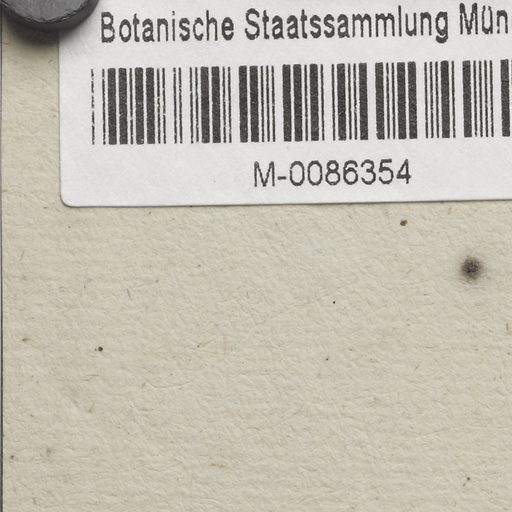 Botanische Staatssammlung Mün
M-0086354